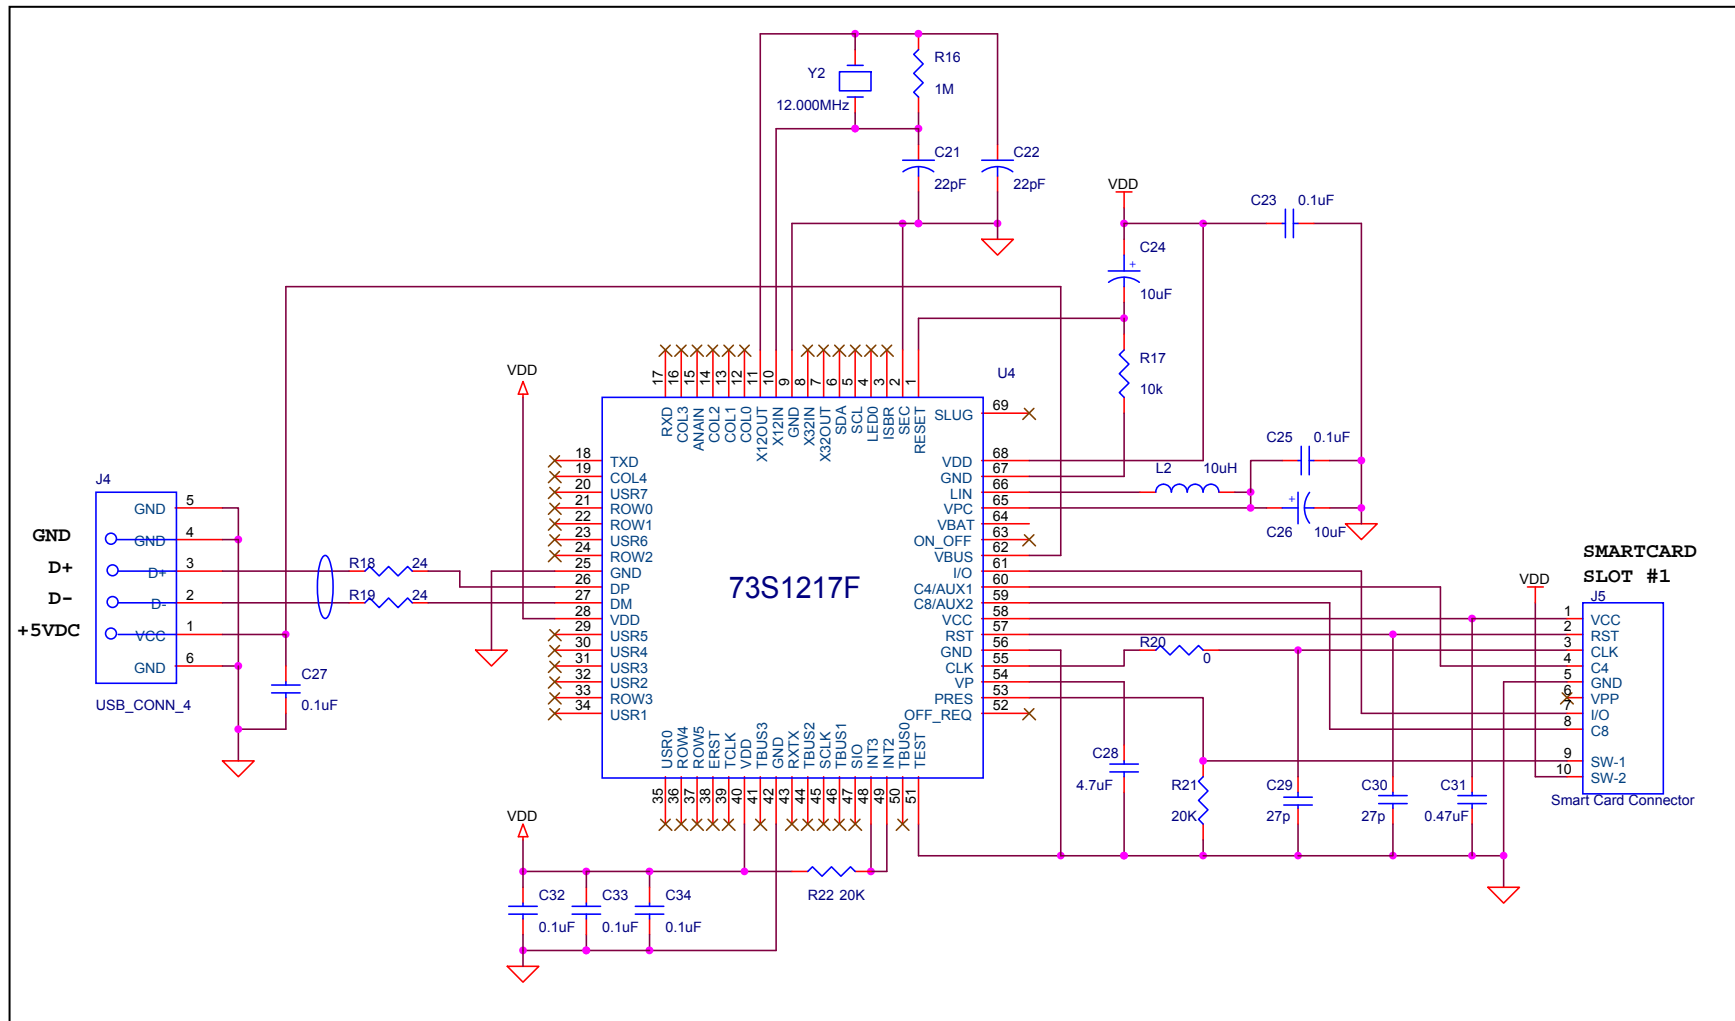 Y2
12.000MHz
R16
1M
C21
22pF
C22
22pF
VDD
C23
0.1uF
C24
+
10uF
R17
10k
VDD
U4
17
16
15
14
13
12
11
10
9
8
7
6
5
4
3
2
1
RXD
COL3
ANAIN
COL2
COL1
COL0
X12OUT
X12IN
GND
X32IN
X32OUT
SDA
SCL
LED0
ISBR
SEC
RESET
SLUG 69
73S1217F
18 TXD
19 COL4
20 USR7
21 ROW0
22 ROW1
23 USR6
24 ROW2
25 GND
26 DP
27 DM
28 VDD
29 USR5
30 USR4
31 USR3
32 USR2
33 ROW3
34 USR1
VDD 68
GND 67
LIN 66
VPC 65
VBAT 64
ON_OFF 63
VBUS 62
I/O 61
C4/AUX1 60
C8/AUX2 59
VCC 58
RST 57
GND 56
CLK 55
VP 54
PRES 53
OFF_REQ 52
USR0
ROW4
ROW5
ERST
TCLK
VDD
TBUS3
GND
RXTX
TBUS2
SCLK
TBUS1
SIO
INT3
INT2
TBUS0
TEST
35
36
37
38
39
40
41
42
43
44
45
46
47
48
49
50
51
L2
10uH
C25
0.1uF
C26
+
10uF
J4
GND 5
GND 4
D+ 3
D- 2
VCC 1
GND 6
USB_CONN_4
GND
D+
D-
+5VDC
R18 24
R19 24
C27
0.1uF
SMARTCARD
SLOT #1
VDD
J5
1 VCC
2 RST
3 CLK
4 C4
5 GND
6 VPP
7 I/O
8 C8
9 SW-1
10 SW-2
Smart Card Connector
R20
0
C28
4.7uF
R21
20K
C29
27p
C30
27p
C31
0.47uF
VDD
C32
0.1uF
C33
0.1uF
C34
0.1uF
R22 20K